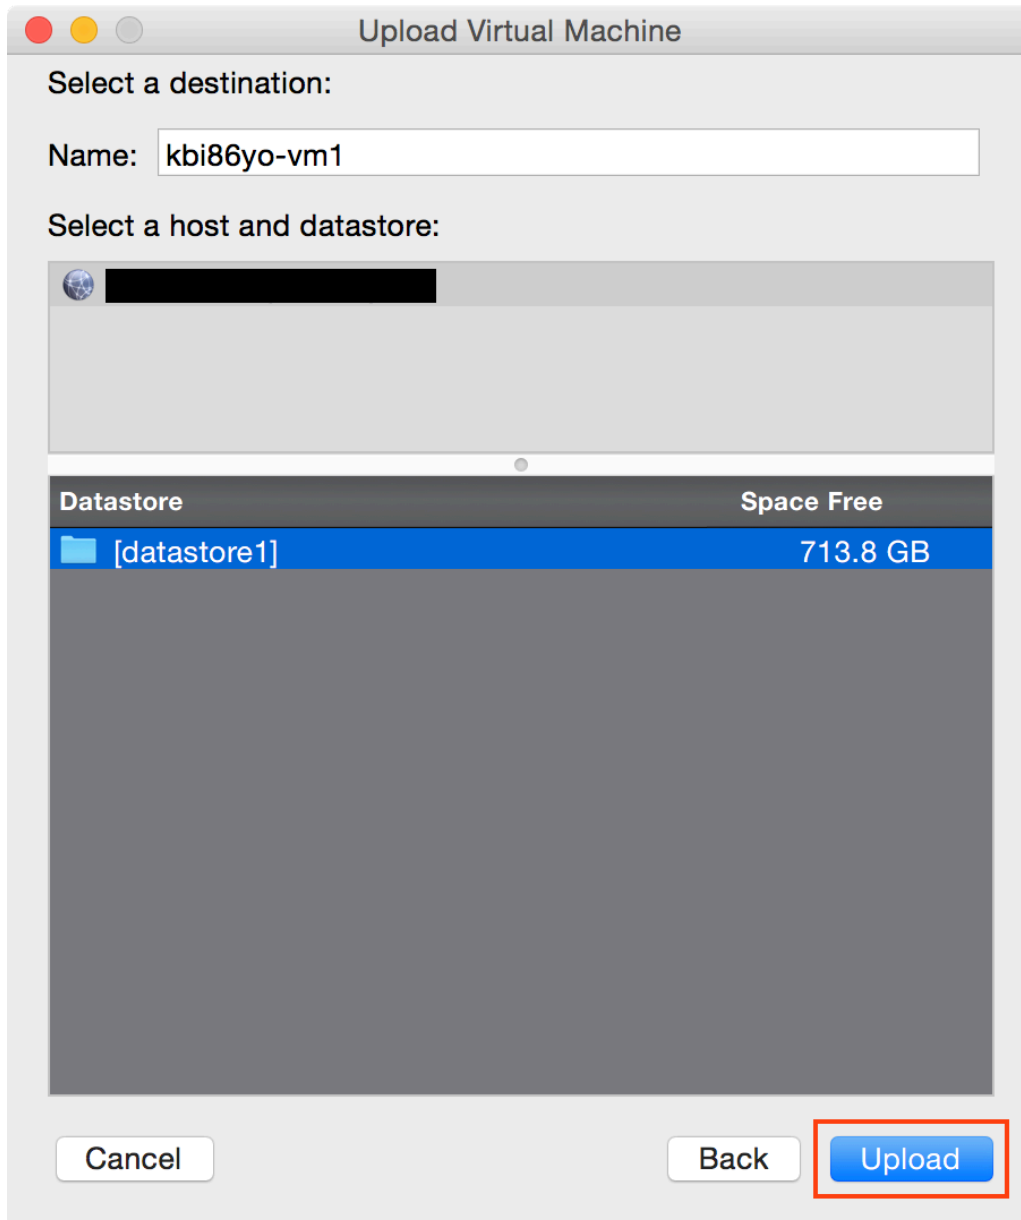 Upload Virtual Machine
Select a destination:
Name: kbi86yo-vm1
Select a host and datastore:
Datastore Space Free
[datastore1] 713.8 GB
Cancel Back Upload